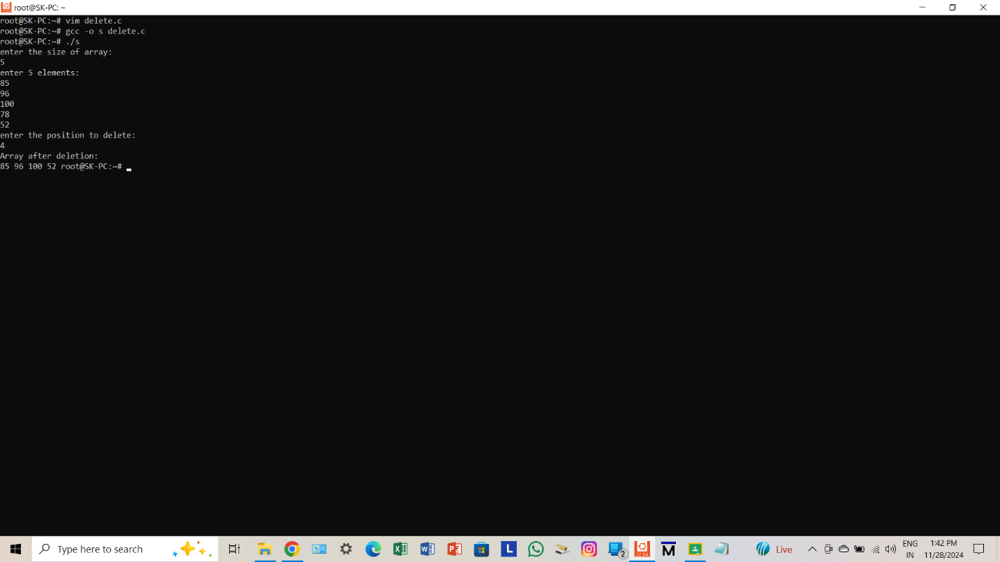 root@SK-PC: ~
root@SK-PC:~# vim delete.c
root@SK-PC:~# gcc -o s delete.c
root@SK-PC:~# ./s
enter the size of array:
5
enter 5 elements:
85
96
100
78
52
enter the position to delete:
4
Array after deletion:
85 96 100 52 root@SK-PC:~#
Type here to search
L
2
22.04
M
Live
ENG
IN
1:42 PM
11/28/2024